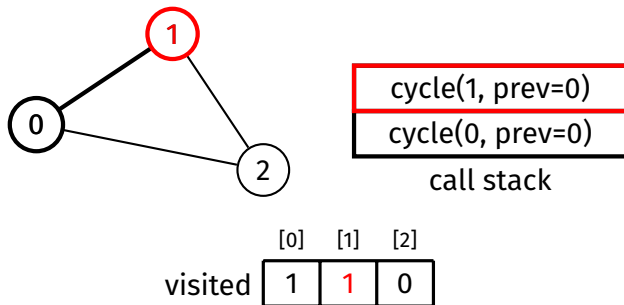 1
0
2
cycle(1, prev=0)
cycle(0, prev=0)
call stack
[0] [1] [2]
visited 1 1 0